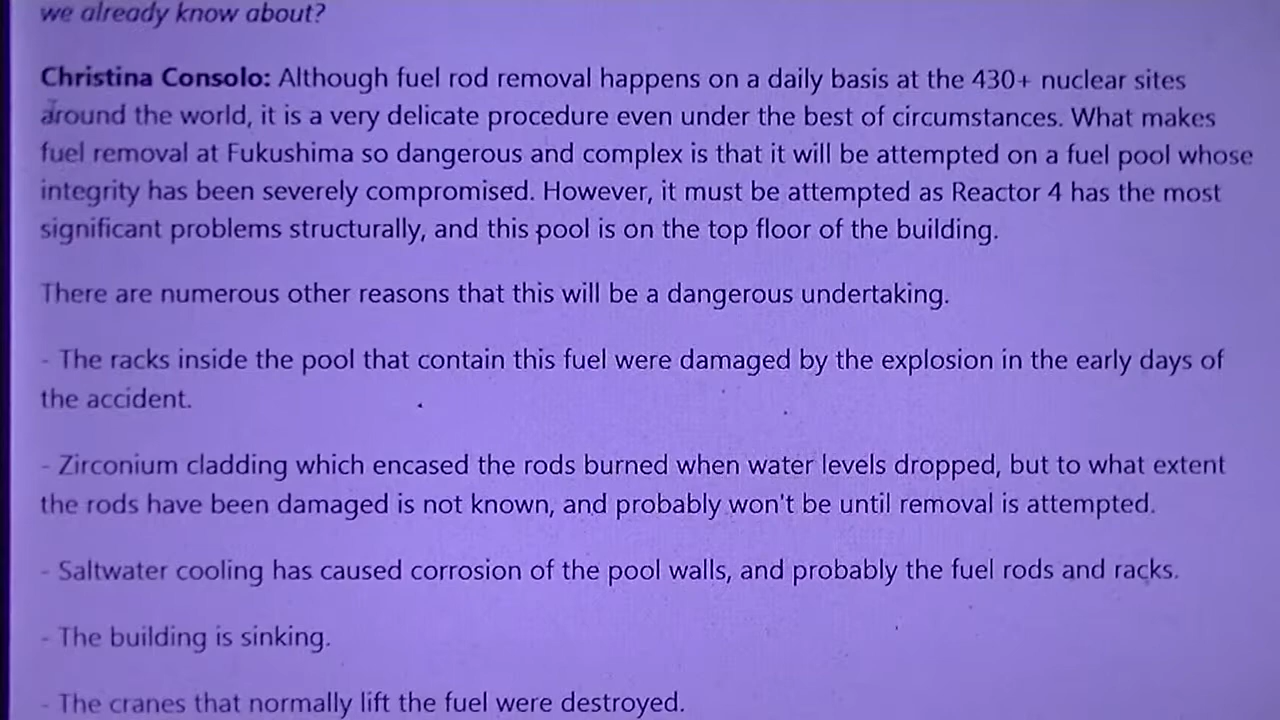 we already know about?
Christina Consolo: Although fuel rod removal happens on a daily basis at the 430+ nuclear sites
around the world, it is a very delicate procedure even under the best of circumstances. What makes
fuel removal at Fukushima so dangerous and complex is that it will be attempted on a fuel pool whose
integrity has been severely compromised. However, it must be attempted as Reactor 4 has the most
significant problems structurally, and this pool is on the top floor of the building.
There are numerous other reasons that this will be a dangerous undertaking.
- The racks inside the pool that contain this fuel were damaged by the explosion in the early days of
the accident.
- Zirconium cladding which encased the rods burned when water levels dropped, but to what extent
the rods have been damaged is not known, and probably won't be until removal is attempted.
- Saltwater cooling has caused corrosion of the pool walls, and probably the fuel rods and racks.
- The building is sinking.
- The cranes that normally lift the fuel were destroyed.